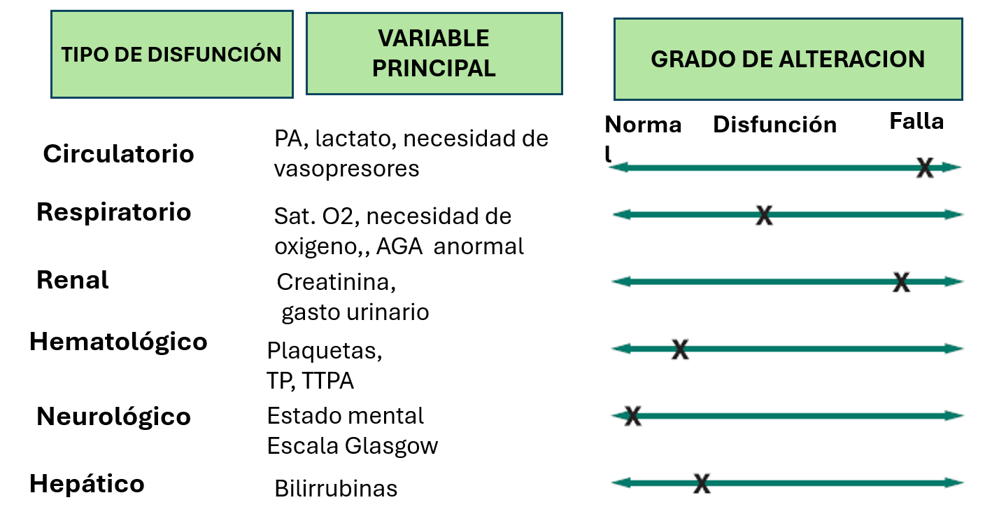 TIPO DE DISFUNCIÓN
VARIABLE
PRINCIPAL
GRADO DE ALTERACION
Norma
l
Disfunción
Falla
Circulatorio
PA, lactato, necesidad de
vasopresores
X
Respiratorio
Sat. O2, necesidad de
oxigeno,, AGA  anormal
X
Renal
Creatinina,
gasto urinario
X
Hematológico
Plaquetas,
TP, TTPA
X
Neurológico
Estado mental
Escala Glasgow
X
Hepático
Bilirrubinas
X